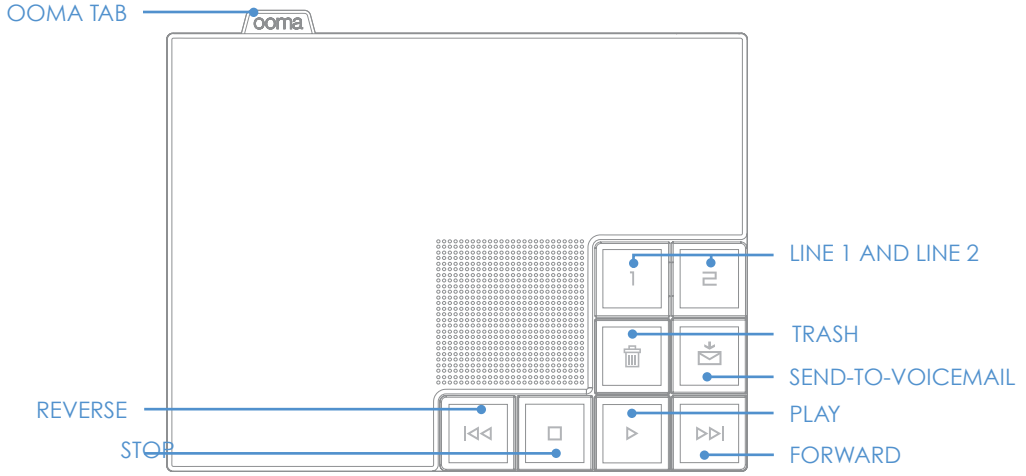 OOMA TAB
ooma
LINE 1 AND LINE 2
1 2
TRASH
SEND-TO-VOICEMAIL
REVERSE
PLAY
STOP
FORWARD